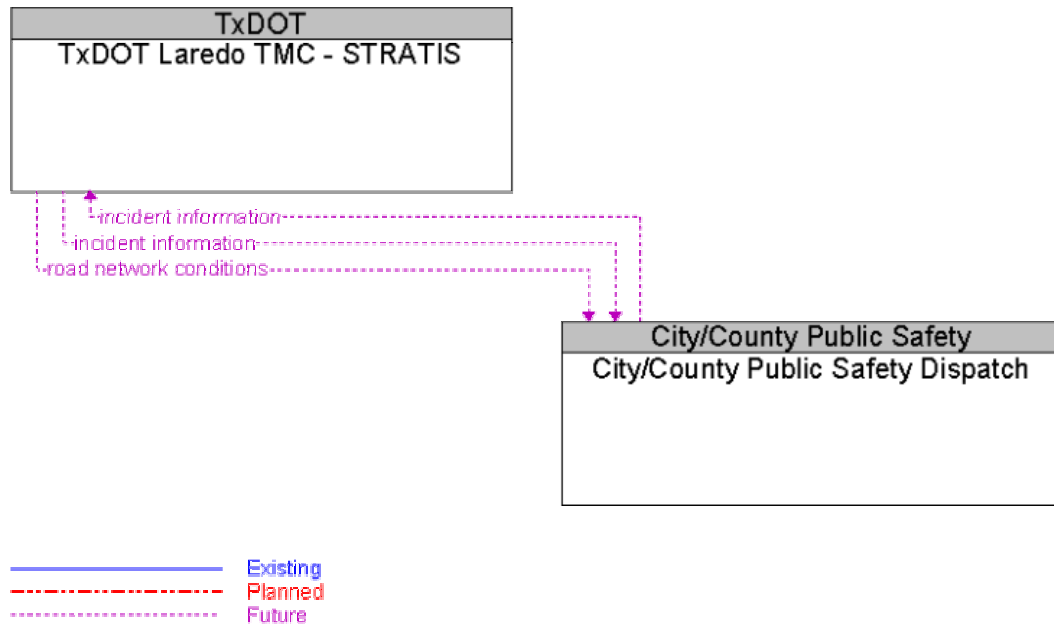 TxDOT
TxDOT Laredo TMC - STRATIS
incident information
incident information
road network conditions
City/County Public Safety
City/County Public Safety Dispatch
Existing
Planned
Future